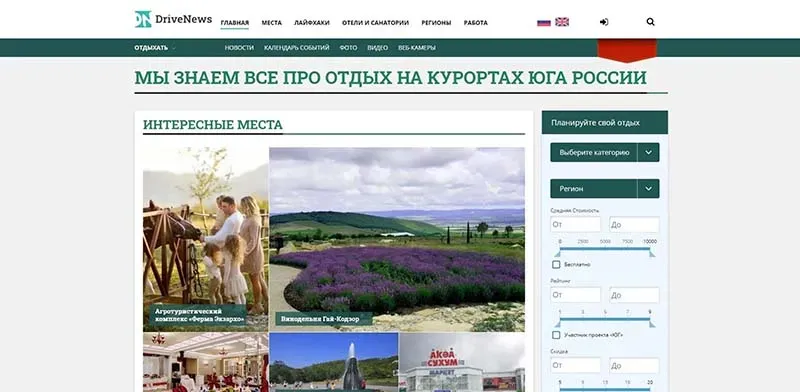 DN DriveNews
ГЛАВНАЯ МЕСТА ЛАЙФХАКИ ОТЕЛИ И САНАТОРИИ РЕГИОНЫ РАБОТА
ОТДЫХАТЬ НОВОСТИ КАЛЕНДАРЬ СОБЫТИЙ ФОТО ВИДЕО ВЕБ-КАМЕРЫ
МЫ ЗНАЕМ ВСЕ ПРО ОТДЫХ НА КУРОРТАХ ЮГА РОССИИ
ИНТЕРЕСНЫЕ МЕСТА
Агротуристический
комплекс «Ферма Экзархо»
Винодельня Гай-Кодзор
АҚӘА
СУХУМ
МАРКЕТ
Планируйте свой отдых
Выберите категорию
Регион
Средняя Стоимость
От До
0 2500 5000 7500 10000
Бесплатно
Рейтинг
От До
1 3 5 7 9
Участник проекта «ЮГ»
Скидка
От До
5 10 15 20